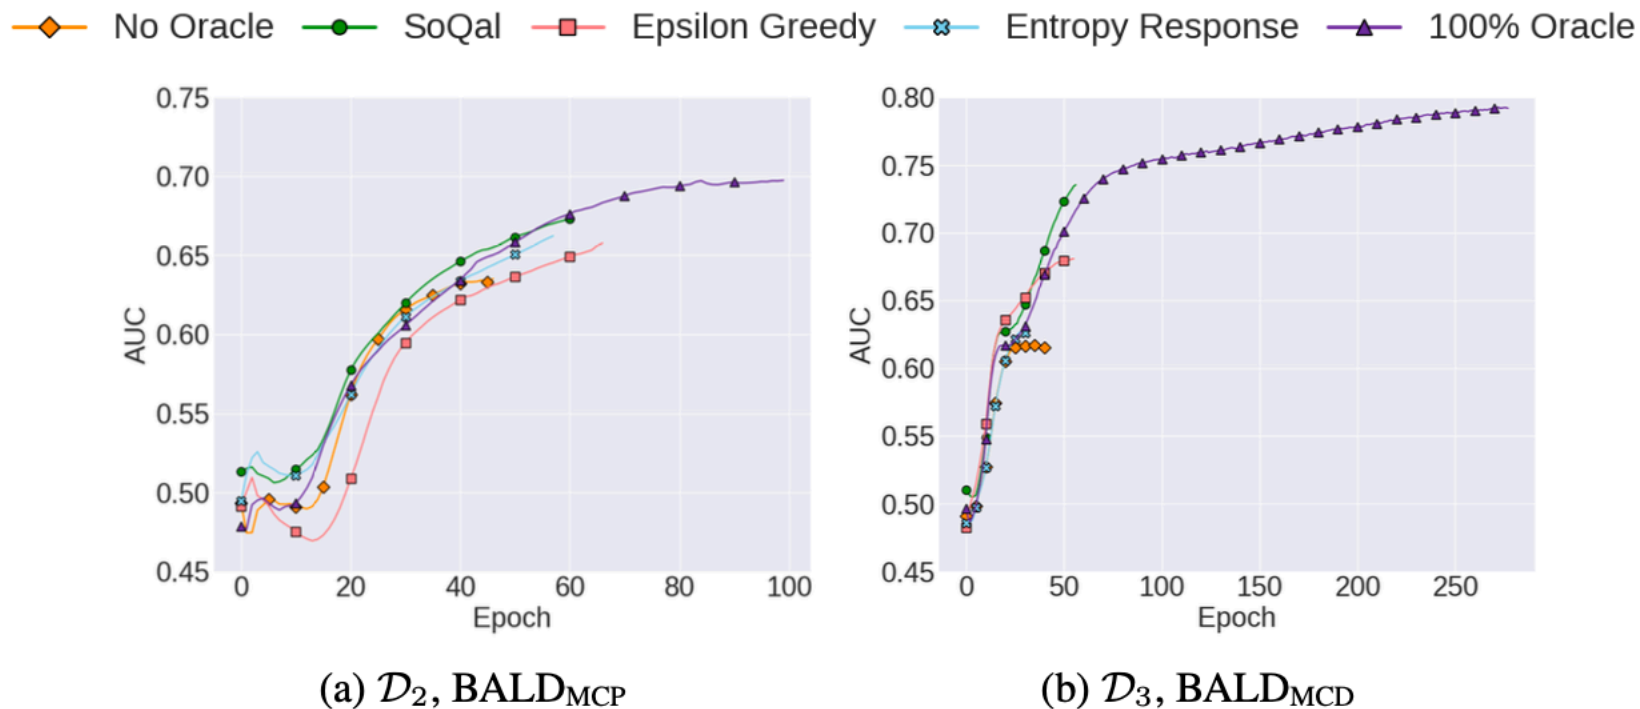 No Oracle SoQal Epsilon Greedy Entropy Response 100% Oracle
0.75
0.70
0.65
0.60
0.55
0.50
0.45
AUC
0 20 40 60 80 100
Epoch
(a) 𝒟2, BALDMCP
0.80
0.75
0.70
0.65
0.60
0.55
0.50
0.45
AUC
0 50 100 150 200 250
Epoch
(b) 𝒟3, BALDMCD